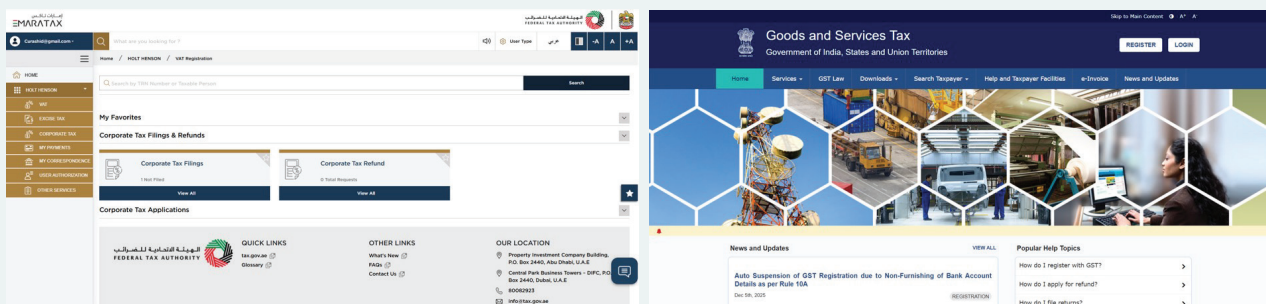 إمـارات تـاكـس
EMARATAX
الهيئة الاتحادية للضرائب
FEDERAL TAX AUTHORITY
Curashid@gmail.com
What are you looking for ?
User Type
عربي
-A
A
+A
Home / HOLT HENSON / VAT Registration
HOME
HOLT HENSON
VAT
EXCISE TAX
CORPORATE TAX
MY PAYMENTS
MY CORRESPONDENCE
USER AUTHORIZATION
OTHER SERVICES
Search by TRN Number or Taxable Person
Search
My Favorites
Corporate Tax Filings & Refunds
Corporate Tax Filings
1 Not Filed
View All
Corporate Tax Refund
0 Total Requests
View All
Corporate Tax Applications
الهيئة الاتحادية للضرائب
FEDERAL TAX AUTHORITY
QUICK LINKS
tax.gov.ae
Glossary
OTHER LINKS
What's New
FAQs
Contact Us
OUR LOCATION
Property Investment Company Building,
P.O. Box 2440, Abu Dhabi, U.A.E
Central Park Business Towers - DIFC, P.O.
Box 2440, Dubai, U.A.E
80082923
info@tax.gov.ae
Skip to Main Content
A+
A-
Goods and Services Tax
Government of India, States and Union Territories
REGISTER
LOGIN
Home
Services
GST Law
Downloads
Search Taxpayer
Help and Taxpayer Facilities
e-Invoice
News and Updates
News and Updates
VIEW ALL
Auto Suspension of GST Registration due to Non-Furnishing of Bank Account
Details as per Rule 10A
Dec 5th, 2025
REGISTRATION
Popular Help Topics
How do I register with GST?
How do I apply for refund?
How do I file returns?